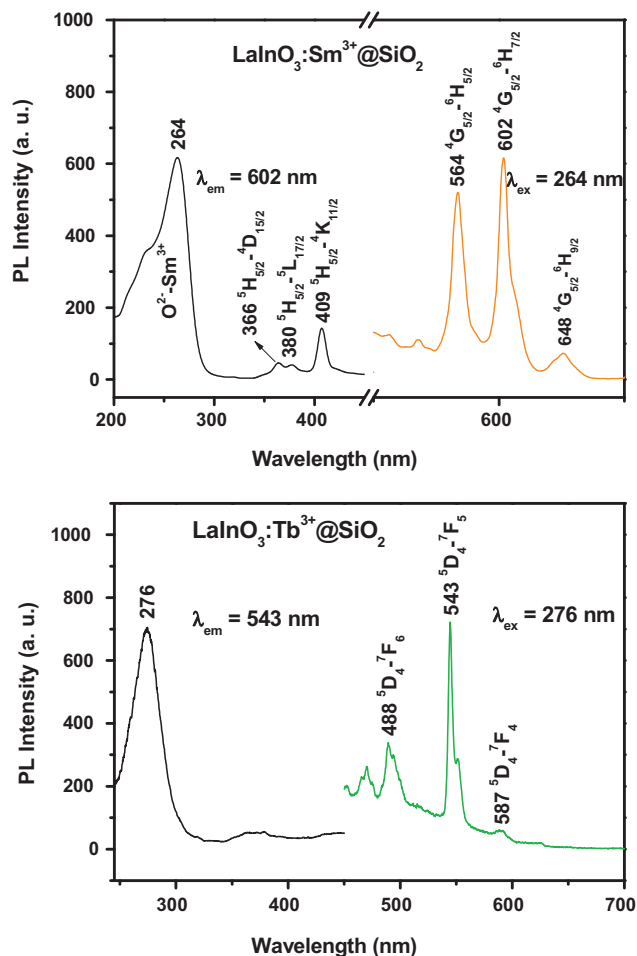 LaInO₃:Sm³⁺@SiO₂
PL Intensity (a. u.)
1000
800
600
400
200
0
264
λem = 602 nm
O²⁻-Sm³⁺
366 ⁵H5/2-⁴D15/2
380 ⁵H5/2-⁵L17/2
409 ⁵H5/2-⁴K11/2
564 ⁴G5/2-⁶H5/2
602 ⁴G5/2-⁶H7/2
λex = 264 nm
648 ⁴G5/2-⁶H9/2
200
300
400
600
Wavelength (nm)
LaInO₃:Tb³⁺@SiO₂
PL Intensity (a. u.)
1000
800
600
400
200
0
276
λem = 543 nm
488 ⁵D₄-⁷F₆
543 ⁵D₄-⁷F₅
λex = 276 nm
587 ⁵D₄-⁷F₄
300
400
500
600
700
Wavelength (nm)